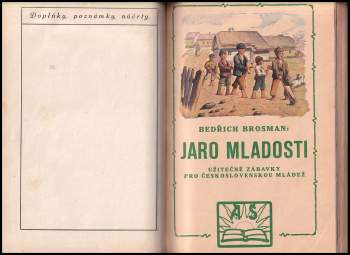 Doplňky, poznámky, náčrty.
BEDŘICH BROSMAN:
JARO MLADOSTI
UŽITEČNÉ ZÁBAVKY
PRO ČESKOSLOVENSKOU MLÁDEŽ
A Š